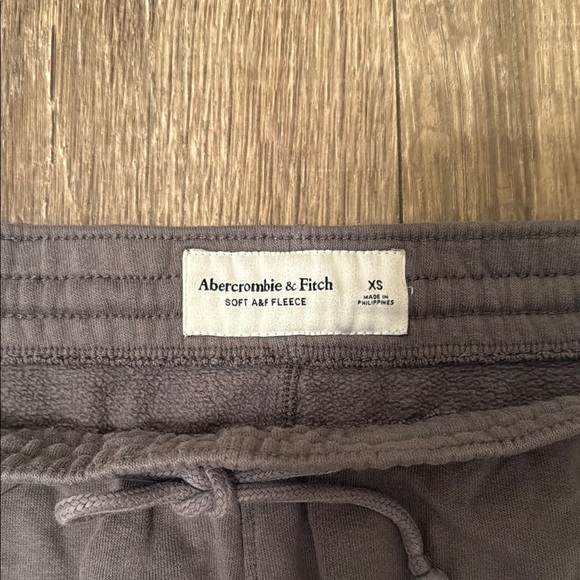 Abercrombie & Fitch
SOFT A&F FLEECE
XS
MADE IN
PHILIPPINES